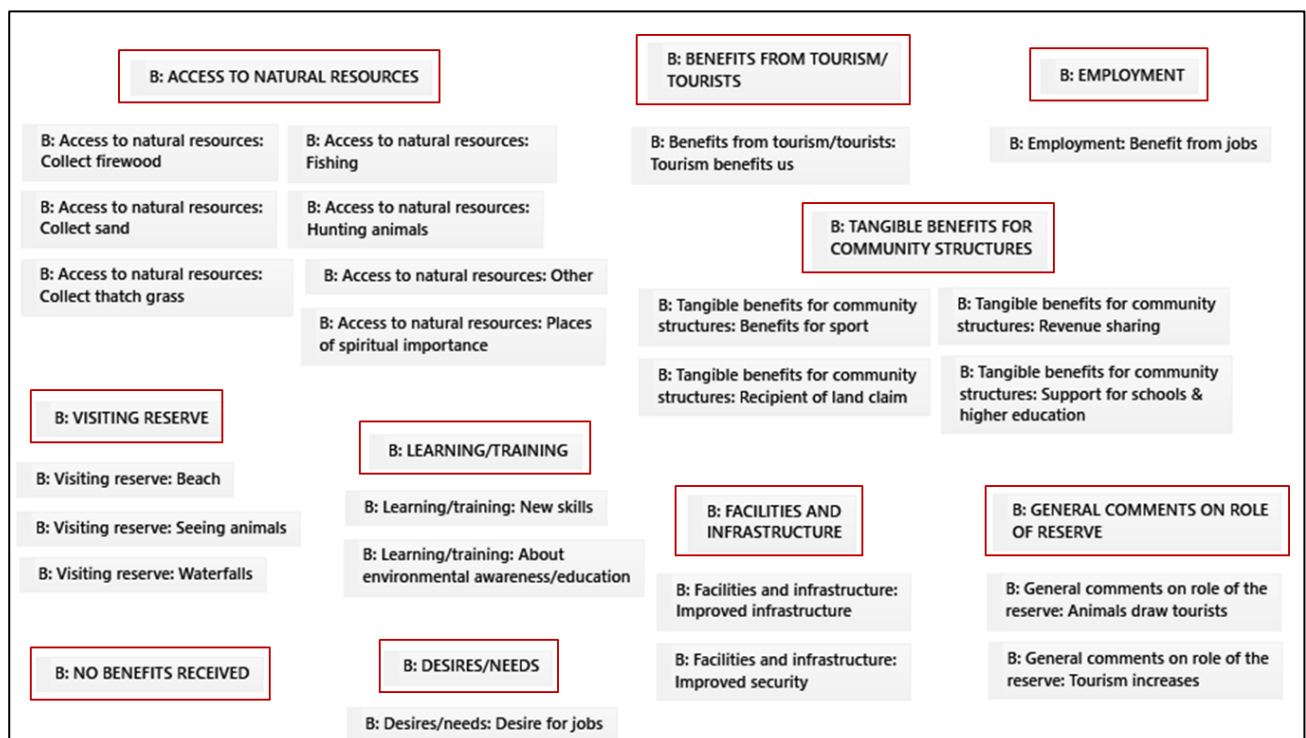 B: ACCESS TO NATURAL RESOURCES
B: Access to natural resources:
Collect firewood
B: Access to natural resources:
Fishing
B: Access to natural resources:
Collect sand
B: Access to natural resources:
Hunting animals
B: Access to natural resources:
Collect thatch grass
B: Access to natural resources: Other
B: Access to natural resources: Places
of spiritual importance
B: BENEFITS FROM TOURISM/
TOURISTS
B: Benefits from tourism/tourists:
Tourism benefits us
B: EMPLOYMENT
B: Employment: Benefit from jobs
B: TANGIBLE BENEFITS FOR
COMMUNITY STRUCTURES
B: Tangible benefits for community
structures: Benefits for sport
B: Tangible benefits for community
structures: Revenue sharing
B: Tangible benefits for community
structures: Recipient of land claim
B: Tangible benefits for community
structures: Support for schools &
higher education
B: VISITING RESERVE
B: Visiting reserve: Beach
B: Visiting reserve: Seeing animals
B: Visiting reserve: Waterfalls
B: LEARNING/TRAINING
B: Learning/training: New skills
B: Learning/training: About
environmental awareness/education
B: FACILITIES AND
INFRASTRUCTURE
B: Facilities and infrastructure:
Improved infrastructure
B: Facilities and infrastructure:
Improved security
B: GENERAL COMMENTS ON ROLE
OF RESERVE
B: General comments on role of the
reserve: Animals draw tourists
B: General comments on role of the
reserve: Tourism increases
B: NO BENEFITS RECEIVED
B: DESIRES/NEEDS
B: Desires/needs: Desire for jobs